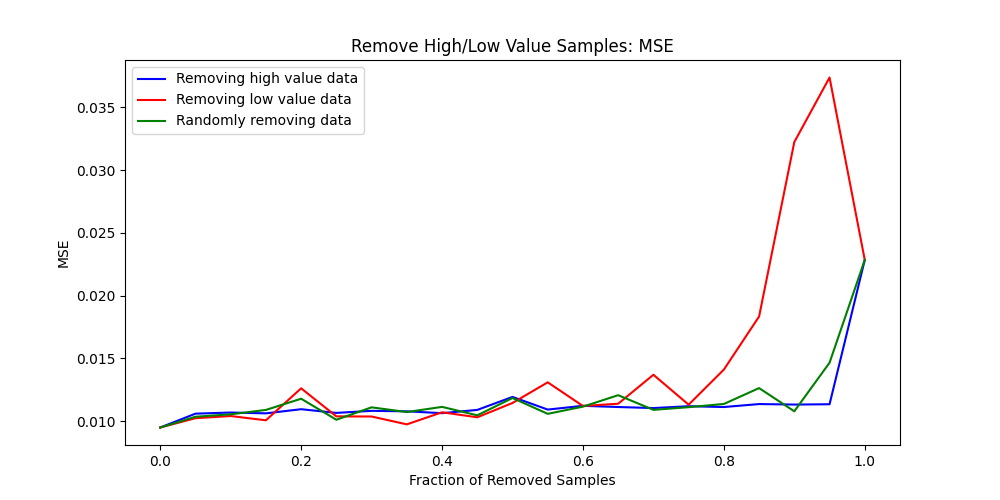 Remove High/Low Value Samples: MSE
Removing high value data
Removing low value data
Randomly removing data
MSE
0.035
0.030
0.025
0.020
0.015
0.010
0.0 0.2 0.4 0.6 0.8 1.0
Fraction of Removed Samples